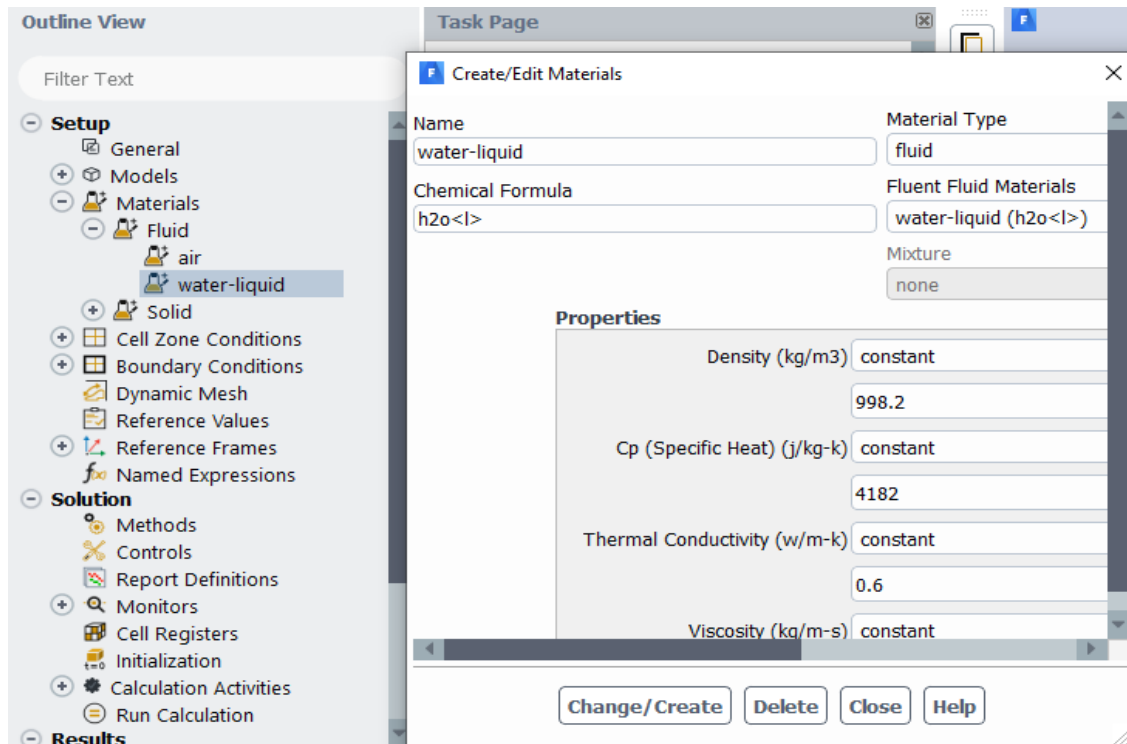 Outline View
Filter Text
Setup
General
Models
Materials
Fluid
air
water-liquid
Solid
Cell Zone Conditions
Boundary Conditions
Dynamic Mesh
Reference Values
Reference Frames
fxx Named Expressions
Solution
Methods
Controls
Report Definitions
Monitors
Cell Registers
t=0 Initialization
Calculation Activities
Run Calculation
Results
Task Page
F
F Create/Edit Materials
Name
water-liquid
Chemical Formula
h2o<l>
Material Type
fluid
Fluent Fluid Materials
water-liquid (h2o<l>)
Mixture
none
Properties
Density (kg/m3) constant
998.2
Cp (Specific Heat) (j/kg-k) constant
4182
Thermal Conductivity (w/m-k) constant
0.6
Viscosity (kg/m-s) constant
Change/Create Delete Close Help